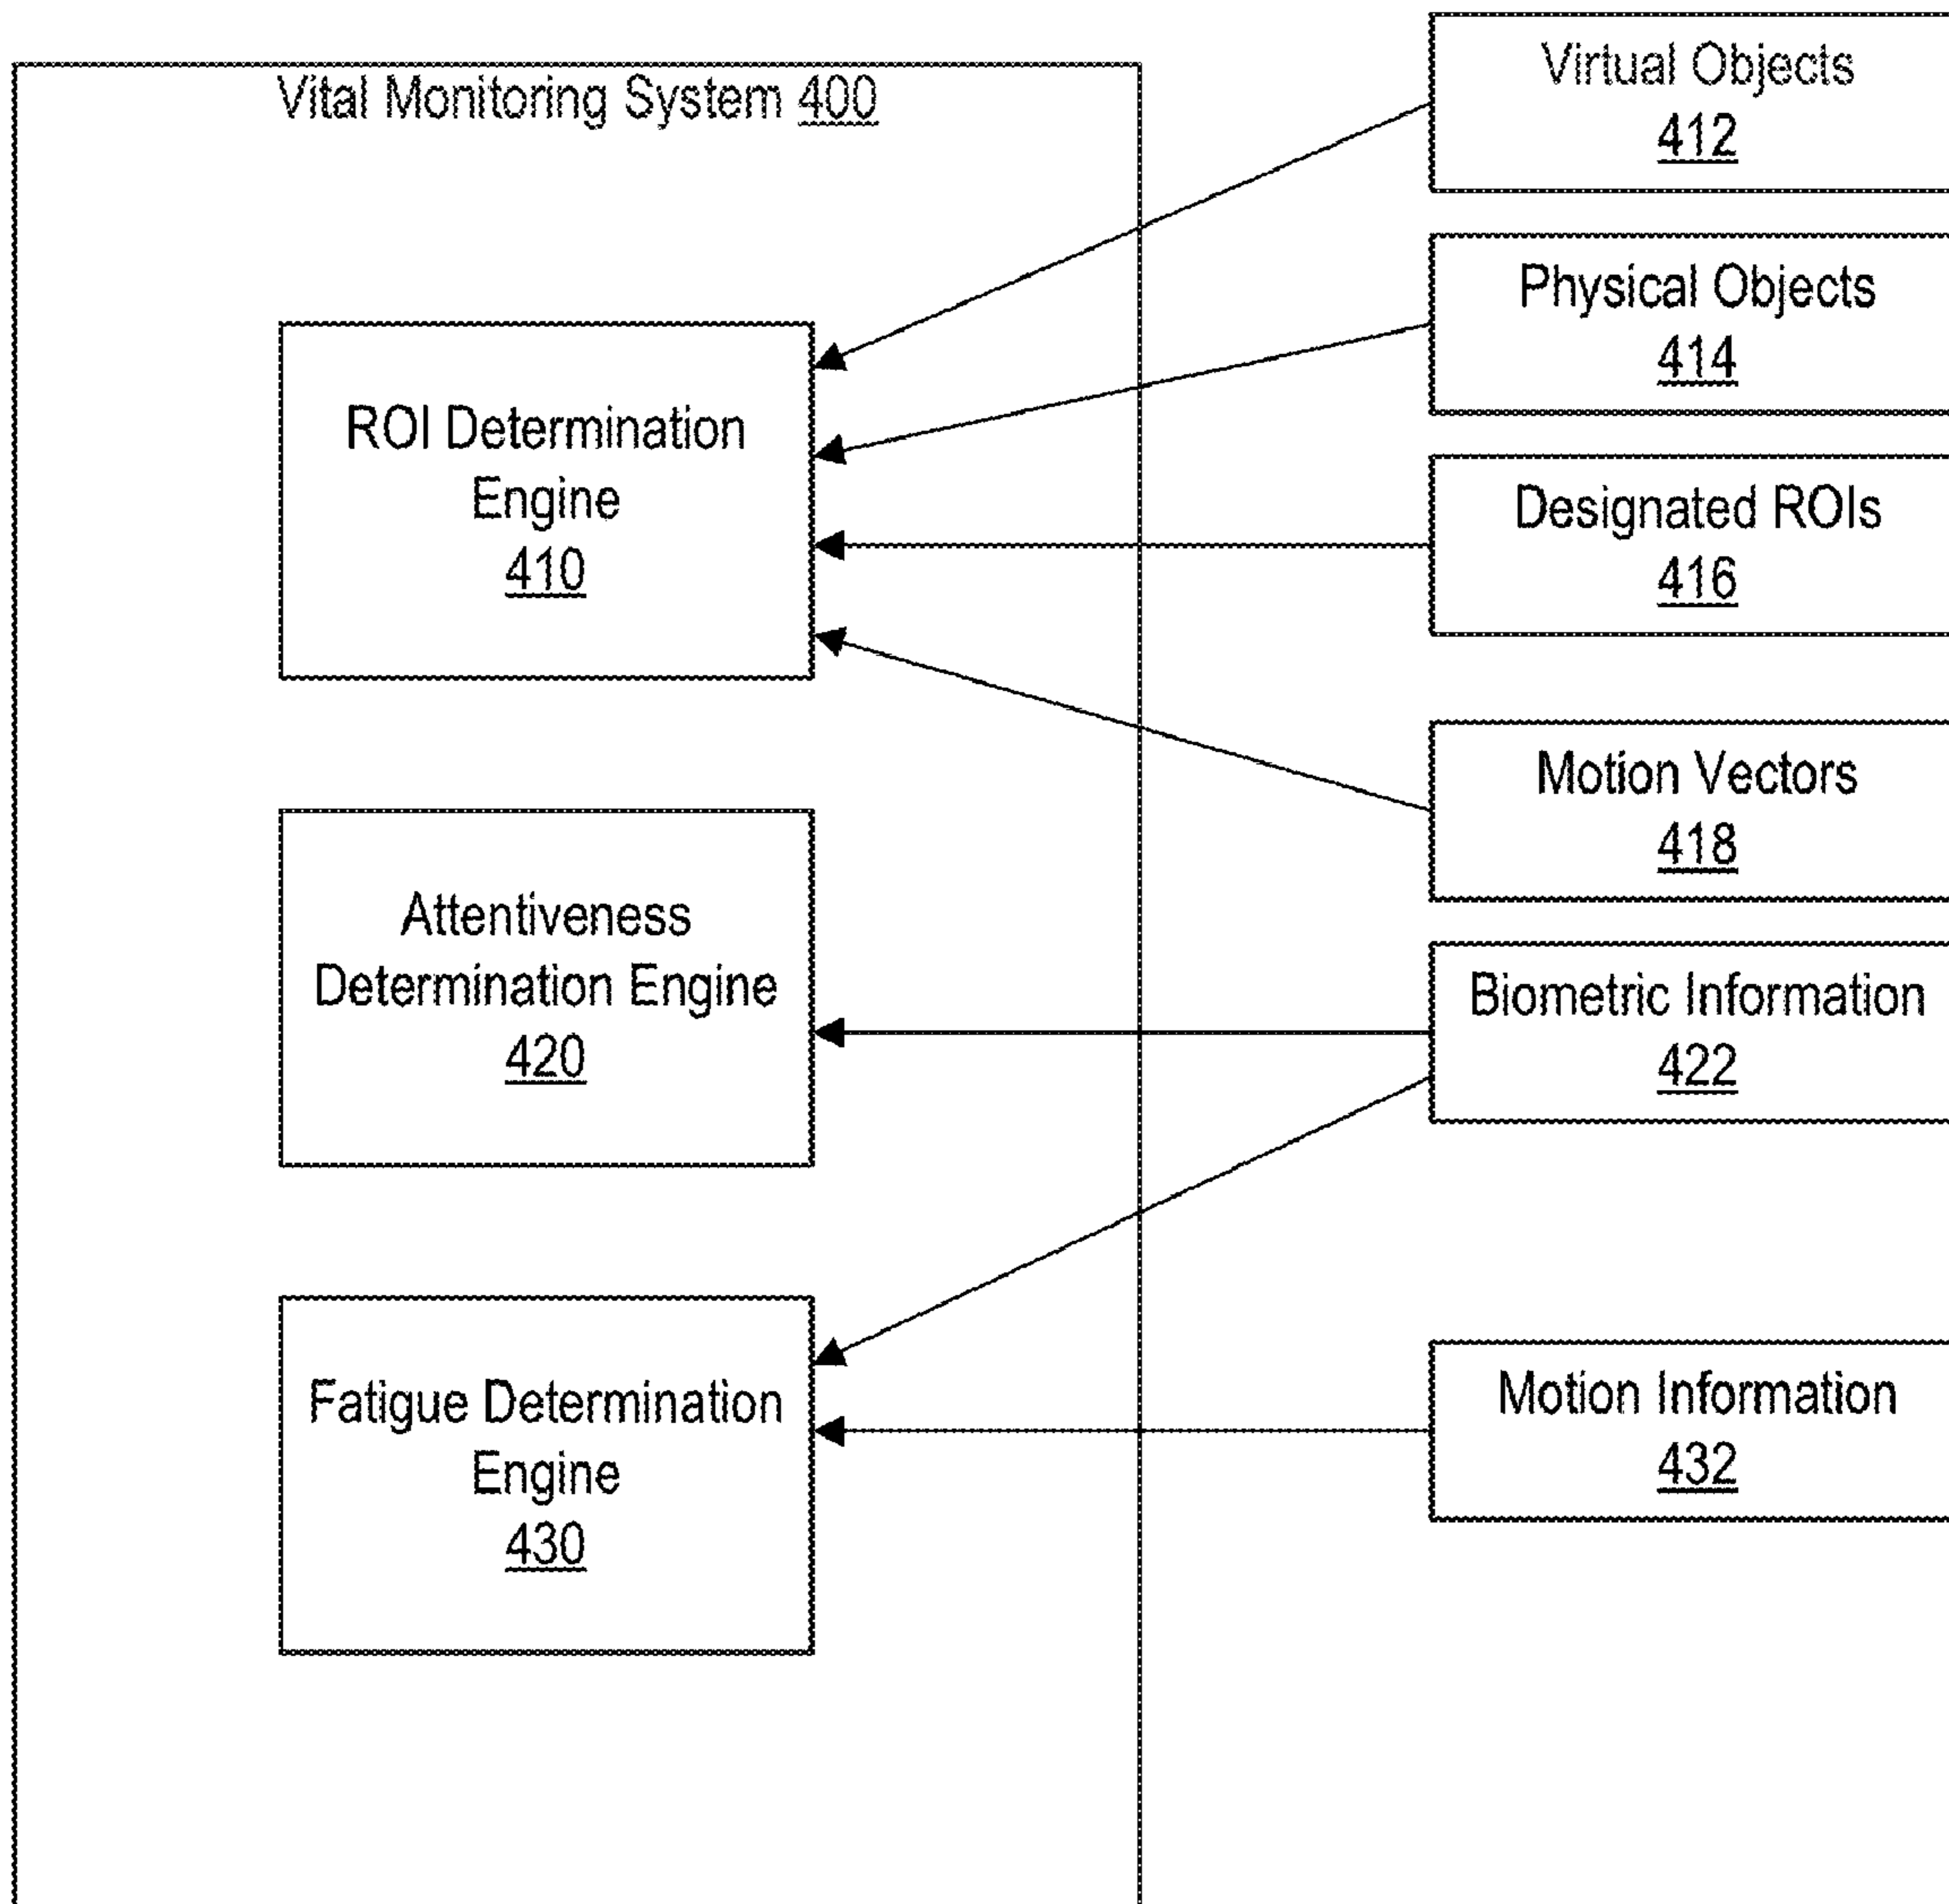 Vital Monitoring System 400
ROI Determination
Engine
410
Attentiveness
Determination Engine
420
Fatigue Determination
Engine
430
Virtual Objects
412
Physical Objects
414
Designated ROIs
416
Motion Vectors
418
Biometric Information
422
Motion Information
432